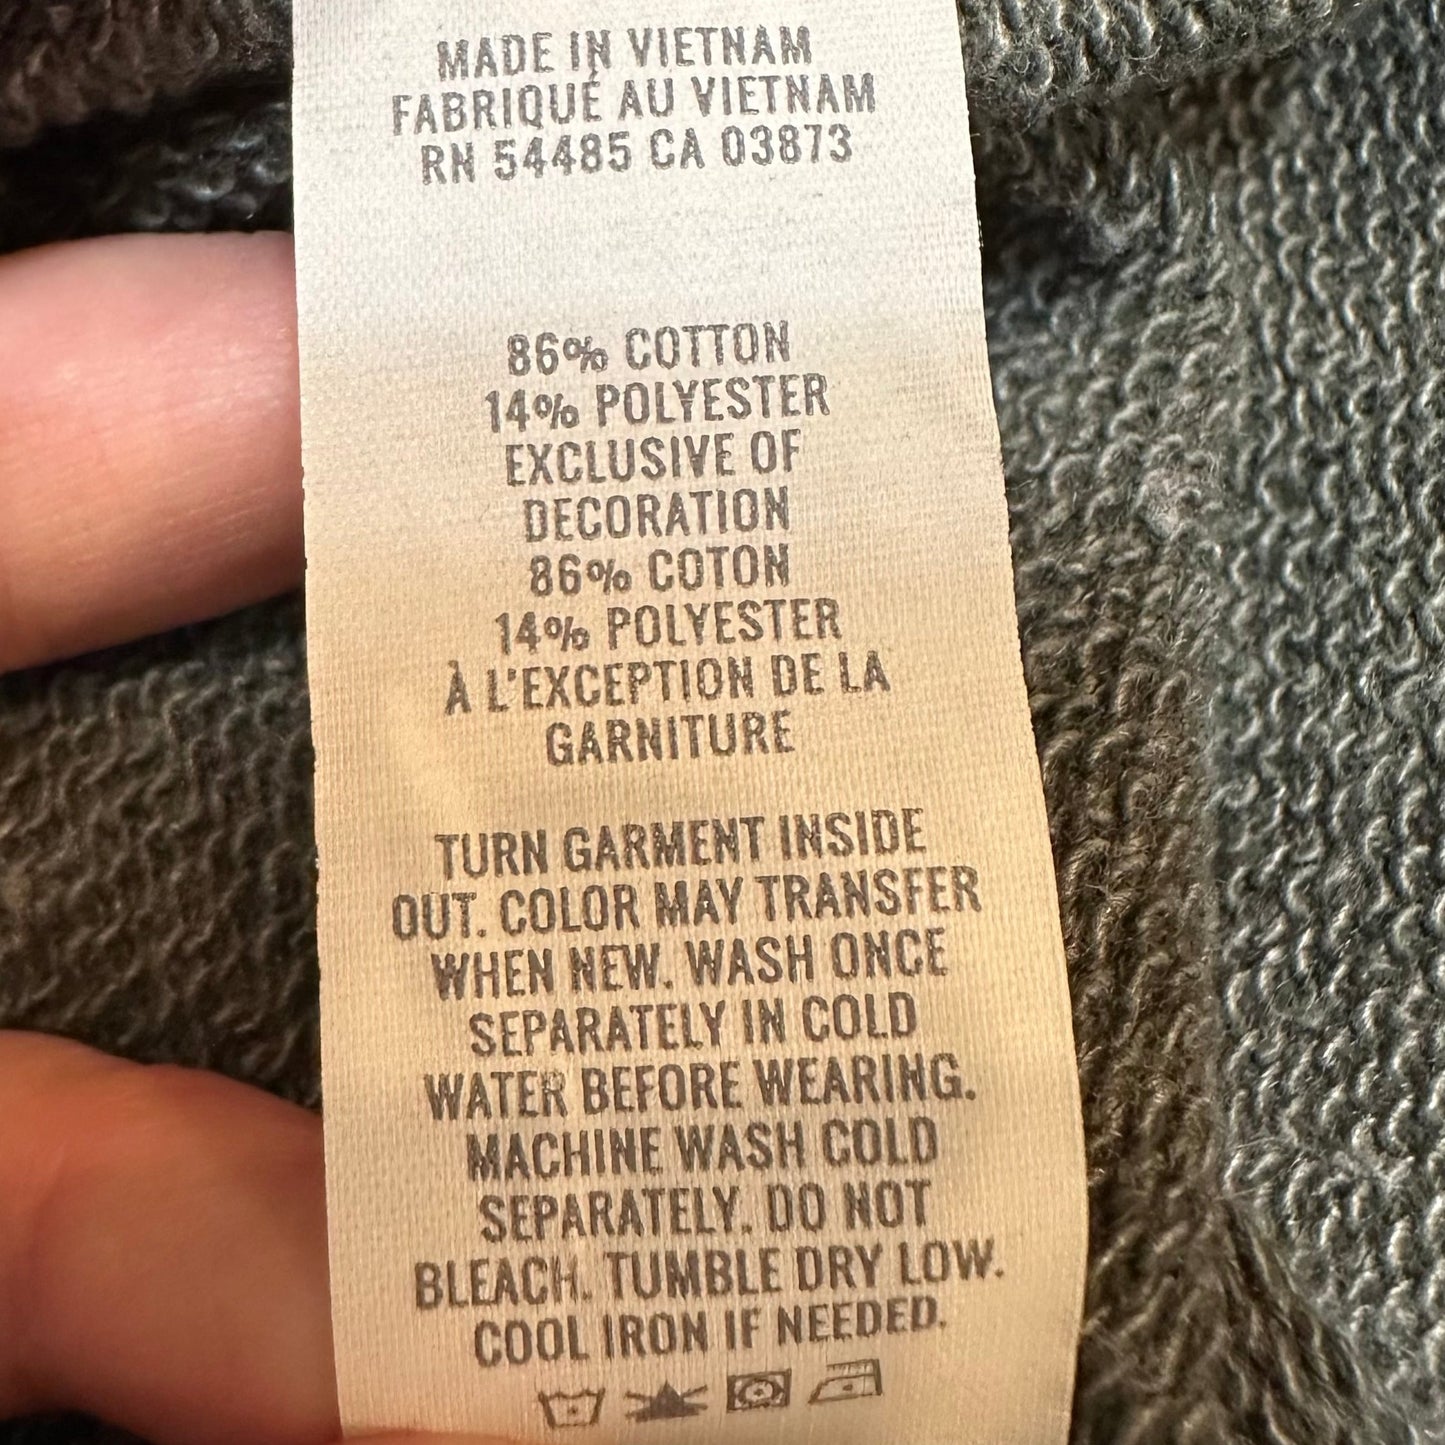 MADE IN VIETNAM
FABRIQUÉ AU VIETNAM
RN 54485 CA 03873
86% COTTON
14% POLYESTER
EXCLUSIVE OF
DECORATION
86% COTON
14% POLYESTER
À L'EXCEPTION DE LA
GARNITURE
TURN GARMENT INSIDE
OUT. COLOR MAY TRANSFER
WHEN NEW. WASH ONCE
SEPARATELY IN COLD
WATER BEFORE WEARING.
MACHINE WASH COLD
SEPARATELY. DO NOT
BLEACH. TUMBLE DRY LOW.
COOL IRON IF NEEDED.